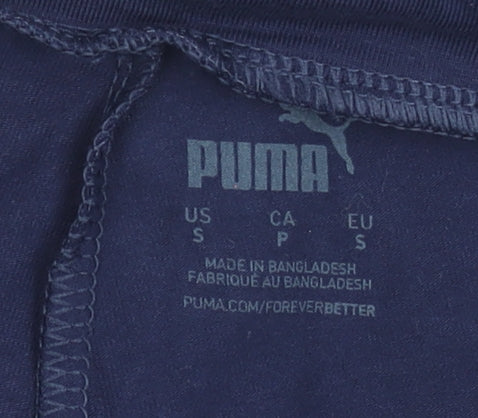 PUMA
US CA EU
S P S
MADE IN BANGLADESH
FABRIQUÉ AU BANGLADESH
PUMA.COM/FOREVERBETTER